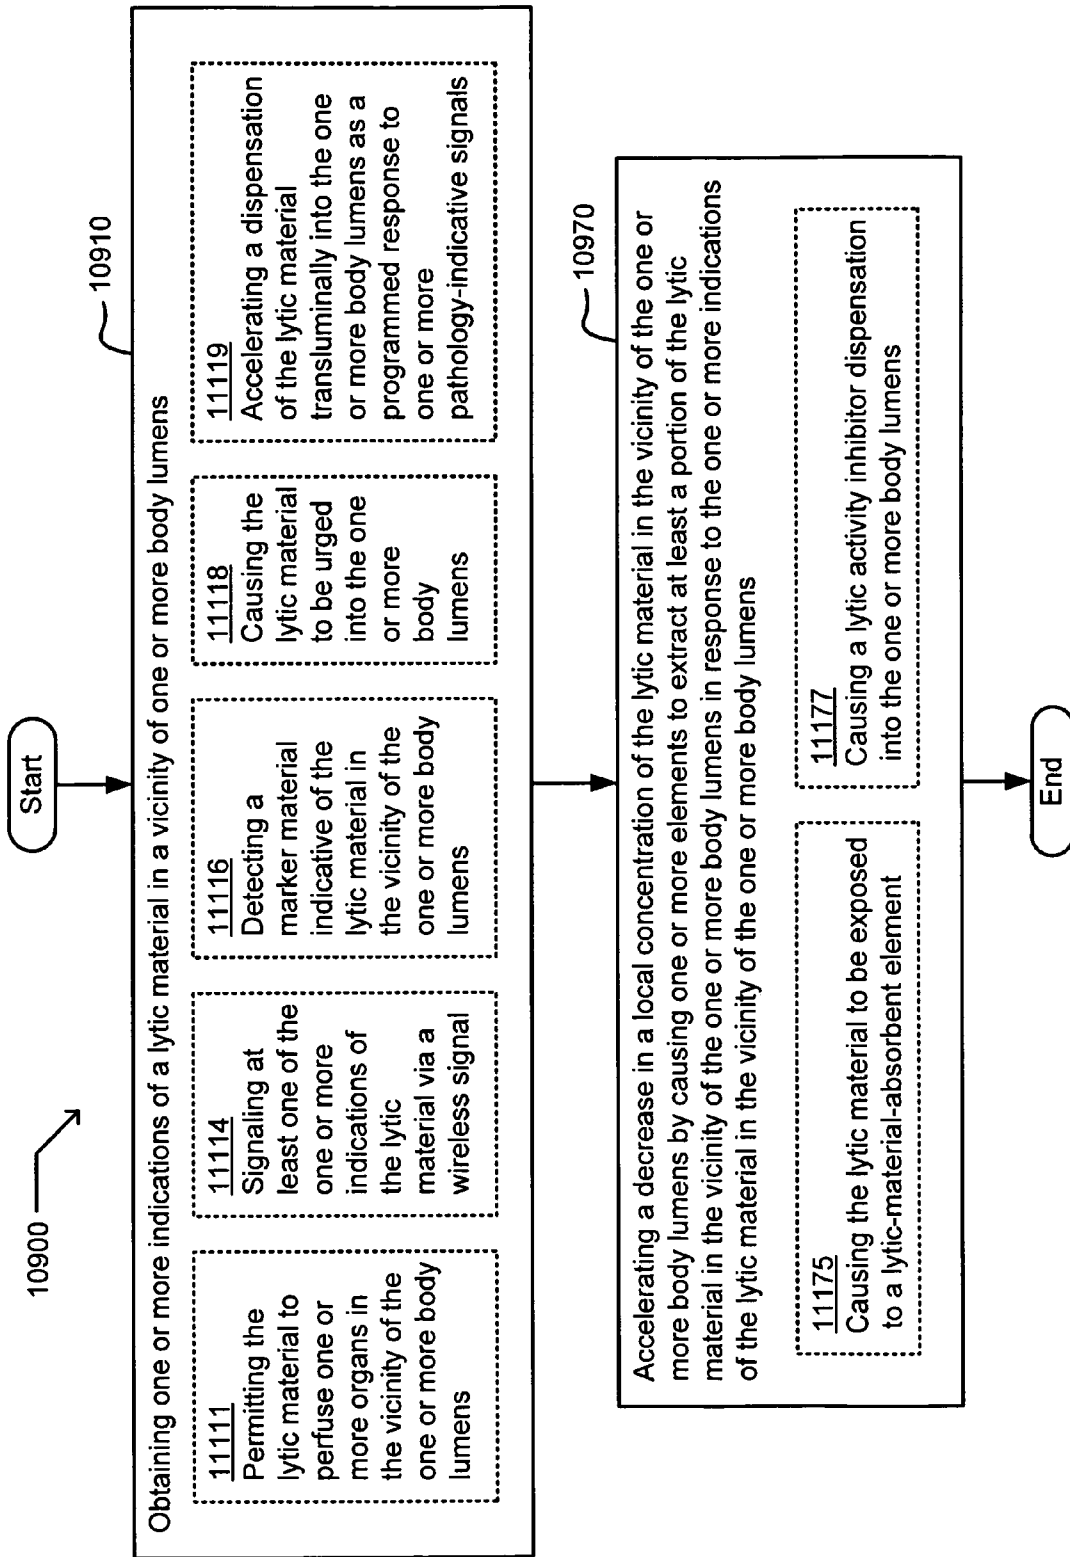 10900
Start
10910
Obtaining one or more indications of a lytic material in a vicinity of one or more body lumens
11111
Permitting the
lytic material to
perfuse one or
more organs in
the vicinity of the
one or more body
lumens
11114
Signaling at
least one of the
one or more
indications of
the lytic
material via a
wireless signal
11116
Detecting a
marker material
indicative of the
lytic material in
the vicinity of the
one or more body
lumens
11118
Causing the
lytic material
to be urged
into the one
or more
body
lumens
11119
Accelerating a dispensation
of the lytic material
transluminally into the one
or more body lumens as a
programmed response to
one or more
pathology-indicative signals
10970
Accelerating a decrease in a local concentration of the lytic material in the vicinity of the one or
more body lumens by causing one or more elements to extract at least a portion of the lytic
material in the vicinity of the one or more body lumens in response to the one or more indications
of the lytic material in the vicinity of the one or more body lumens
11175
Causing the lytic material to be exposed
to a lytic-material-absorbent element
11177
Causing a lytic activity inhibitor dispensation
into the one or more body lumens
End